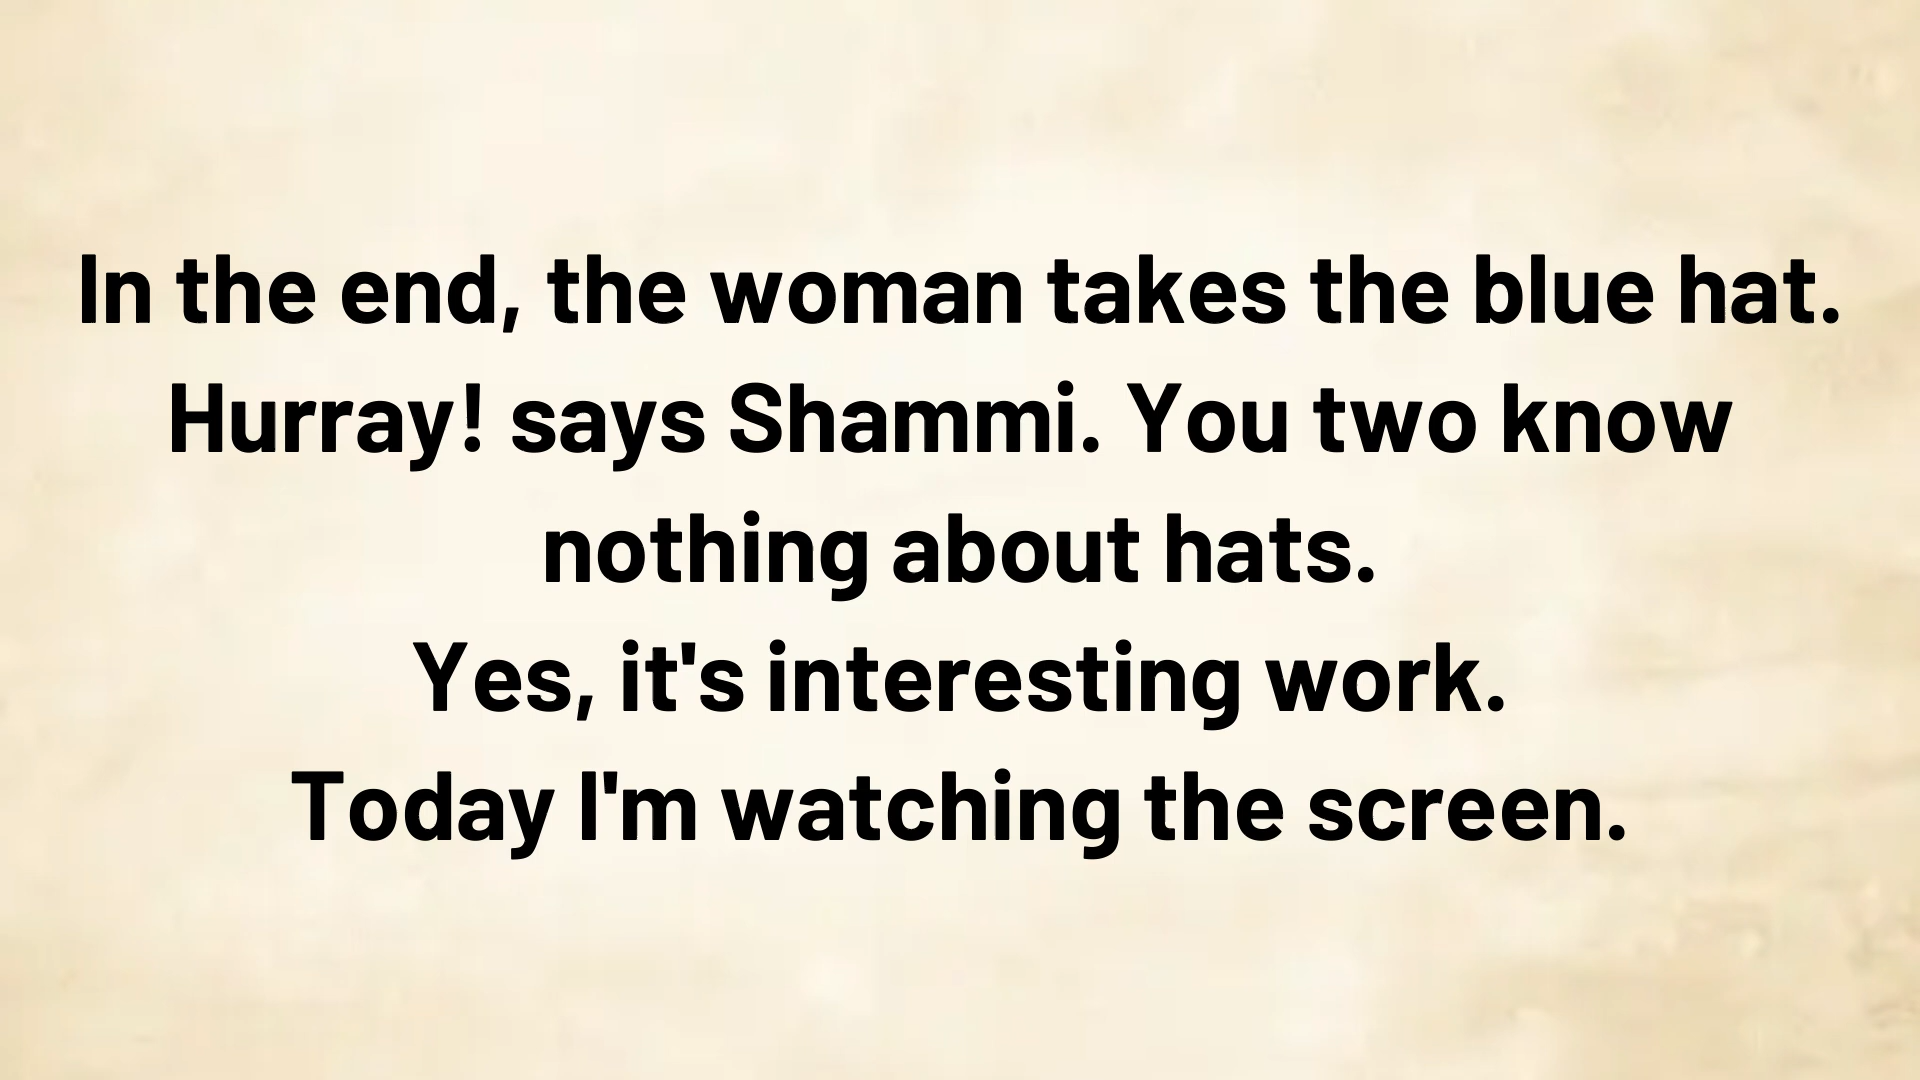 In the end, the woman takes the blue hat.
Hurray! says Shammi. You two know
nothing about hats.
Yes, it's interesting work.
Today I'm watching the screen.